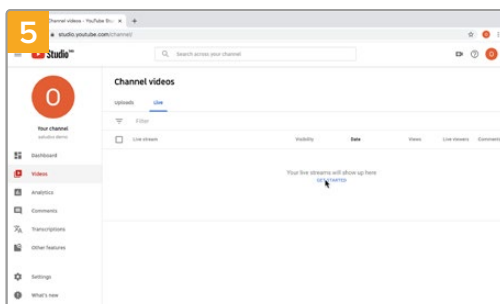 5
Channel videos - YouTube Stu
studio.youtube.com/channel/
Studio
Search across your channel
O
O
O
Your channel
Channel videos
Uploads
Live
Filter
Live stream
Visibility
Date
Views
Live viewers
Comments
Your live streams will show up here
GET STARTED
Dashboard
Videos
Analytics
Comments
Transcriptions
Other features
Settings
What's new